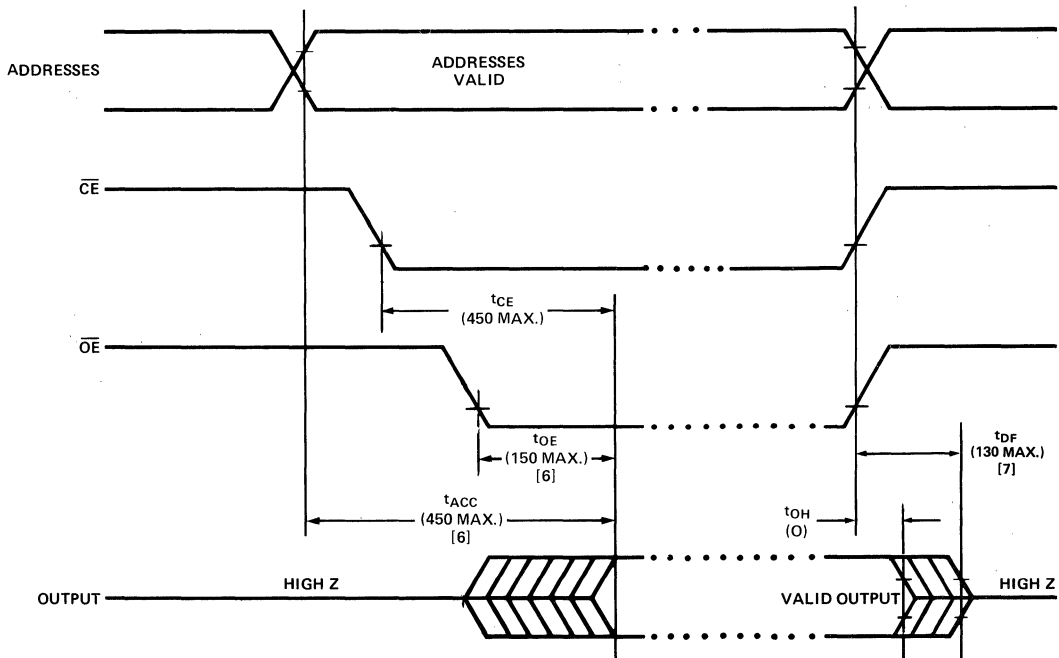 ADDRESSES
ADDRESSES
VALID
CE
tCE
(450 MAX.)
OE
tOE
(150 MAX.)
[6]
tDF
(130 MAX.)
[7]
tACC
(450 MAX.)
[6]
tOH
(O)
OUTPUT
HIGH Z
VALID OUTPUT
HIGH Z